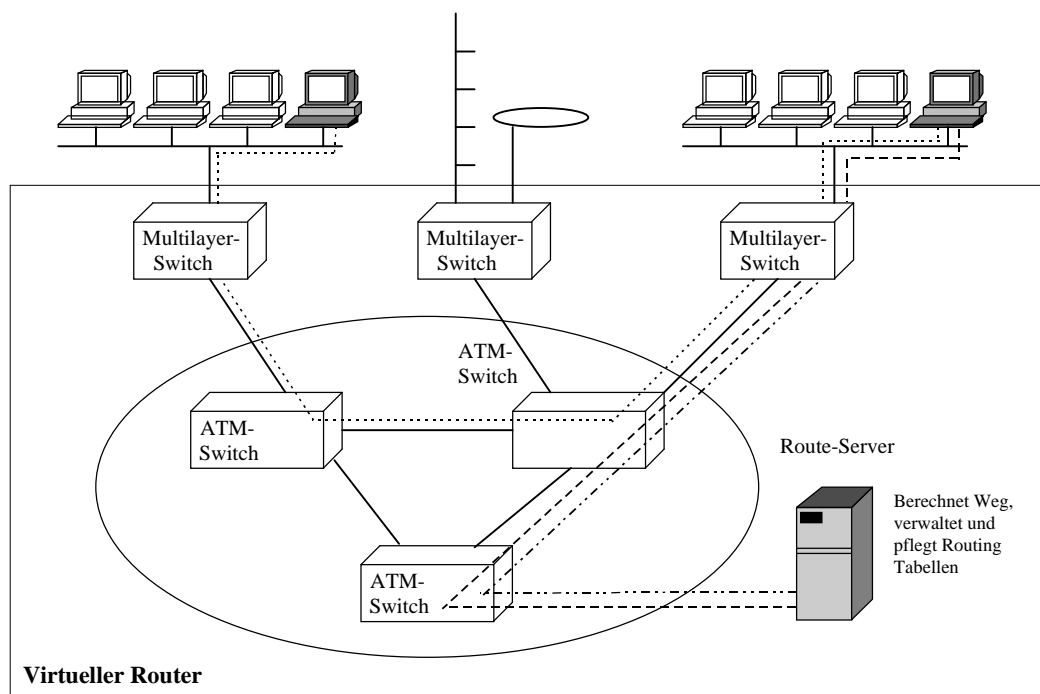 Multilayer-
Switch
Multilayer-
Switch
Multilayer-
Switch
ATM-
Switch
ATM-
Switch
Route-Server
Berechnet Weg,
verwaltet und
pflegt Routing
Tabellen
ATM-
Switch
Virtueller Router